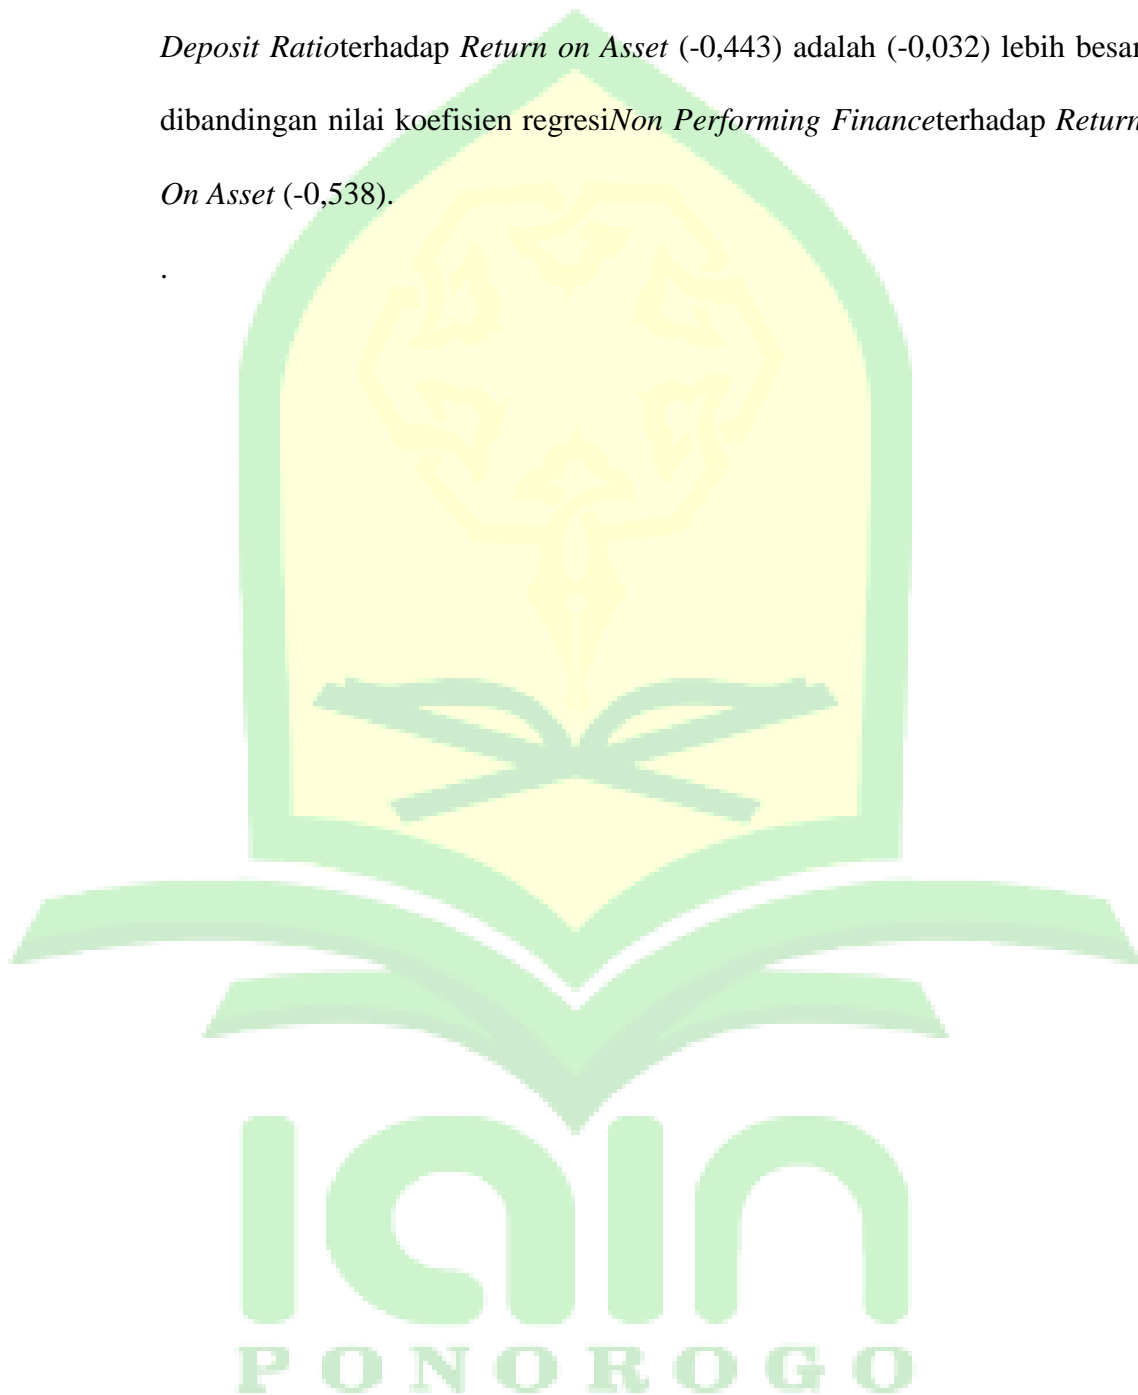 Deposit Ratioterhadap Return on Asset (-0,443) adalah (-0,032) lebih besar
dibandingan nilai koefisien regresiNon Performing Financeterhadap Return
On Asset (-0,538).
.
iain
PONOROGO